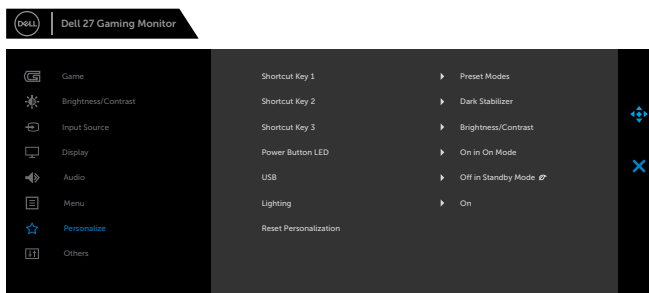 DELL
Dell 27 Gaming Monitor
Game
Brightness/Contrast
Input Source
Display
Audio
Menu
Personalize
Others
Shortcut Key 1 Preset Modes
Shortcut Key 2 Dark Stabilizer
Shortcut Key 3 Brightness/Contrast
Power Button LED On in On Mode
USB Off in Standby Mode
Lighting On
Reset Personalization